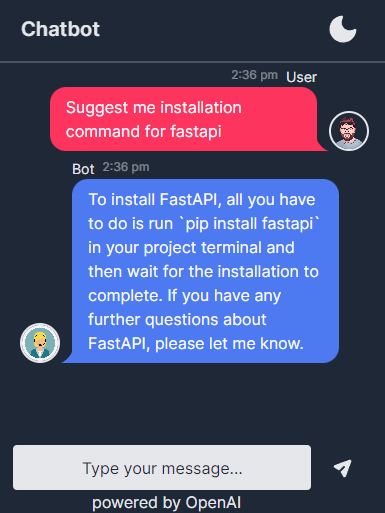 Chatbot
2:36 pm User
Suggest me installation
command for fastapi
Bot 2:36 pm
To install FastAPI, all you have
to do is run `pip install fastapi`
in your project terminal and
then wait for the installation to
complete. If you have any
further questions about
FastAPI, please let me know.
Type your message...
powered by OpenAI